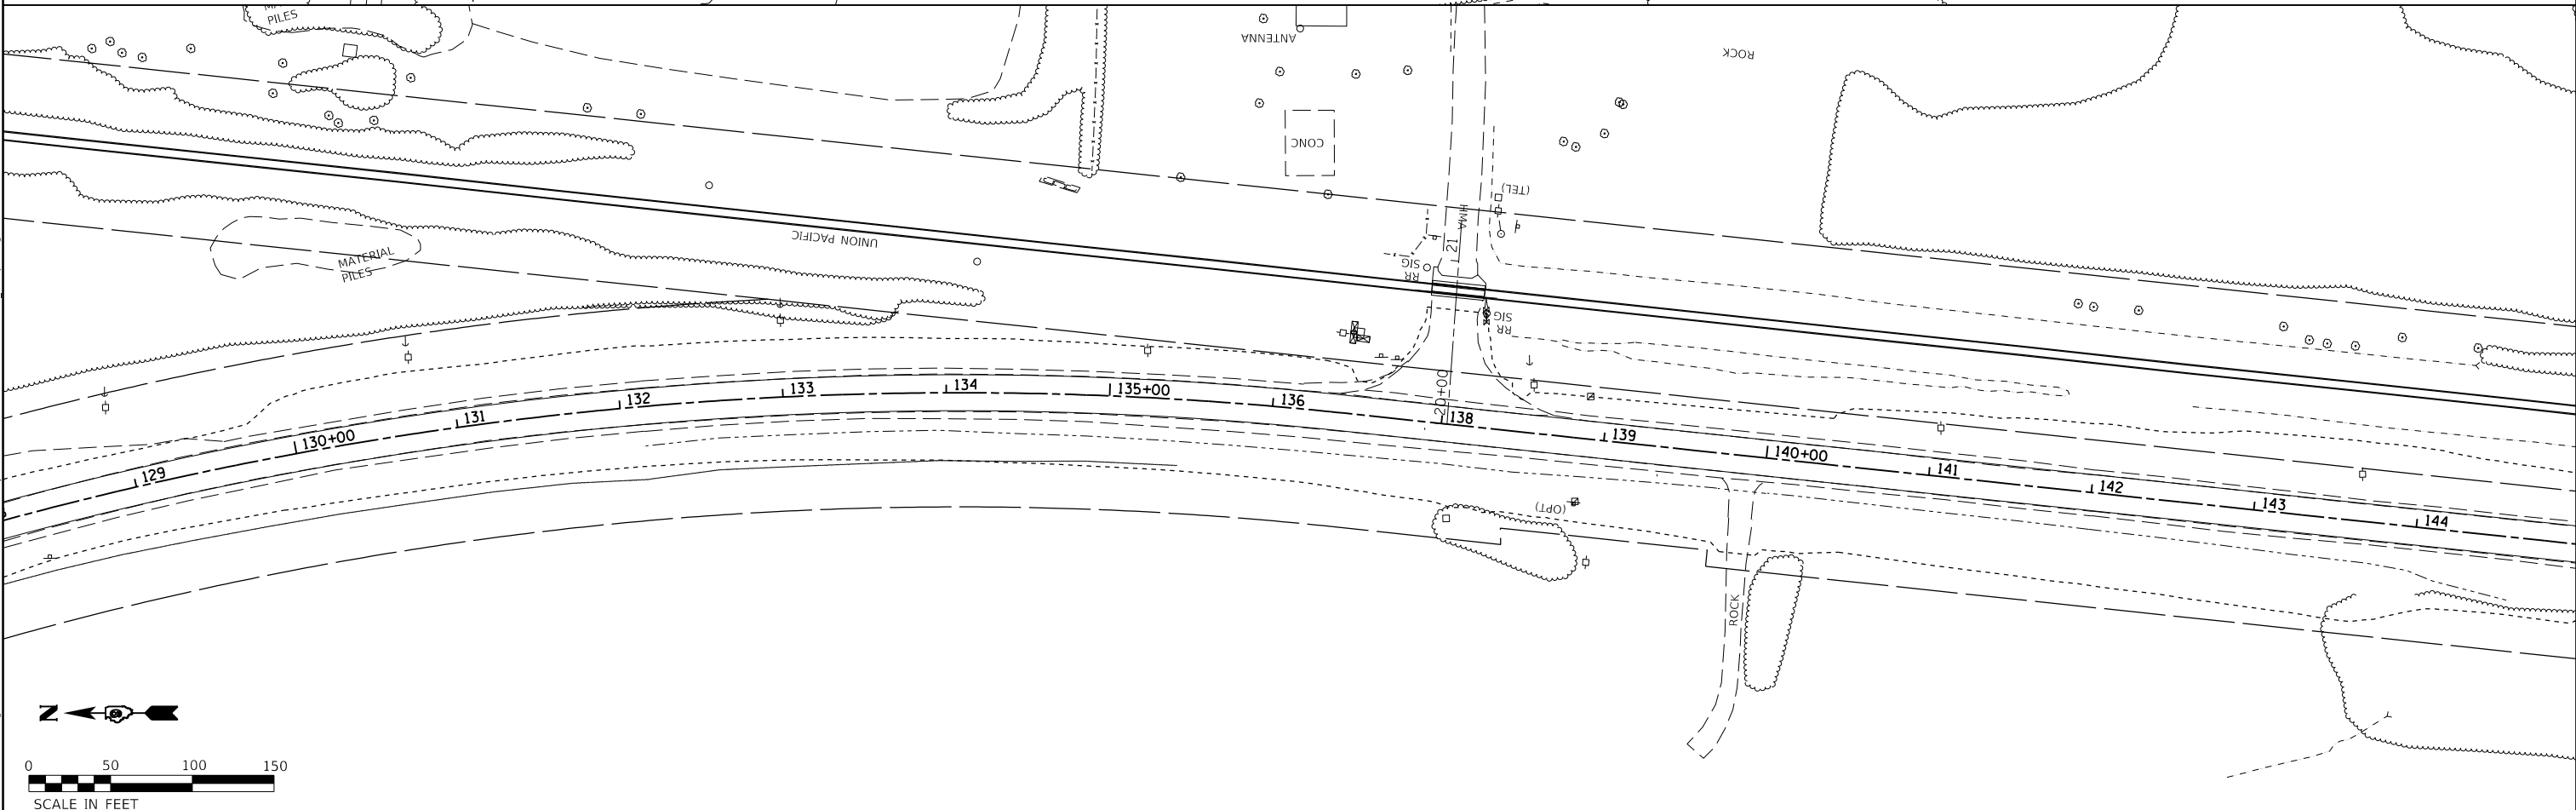 PILES
ANTENNA
ROCK
CONC
(TEL)
HMA
21
UNION PACIFIC
MATERIAL
PILES
RR
SIG
RR
SIG
20+00
129
130+00
131
132
133
134
135+00
136
138
139
140+00
141
142
143
144
(OPT)
ROCK
N
0 50 100 150
SCALE IN FEET